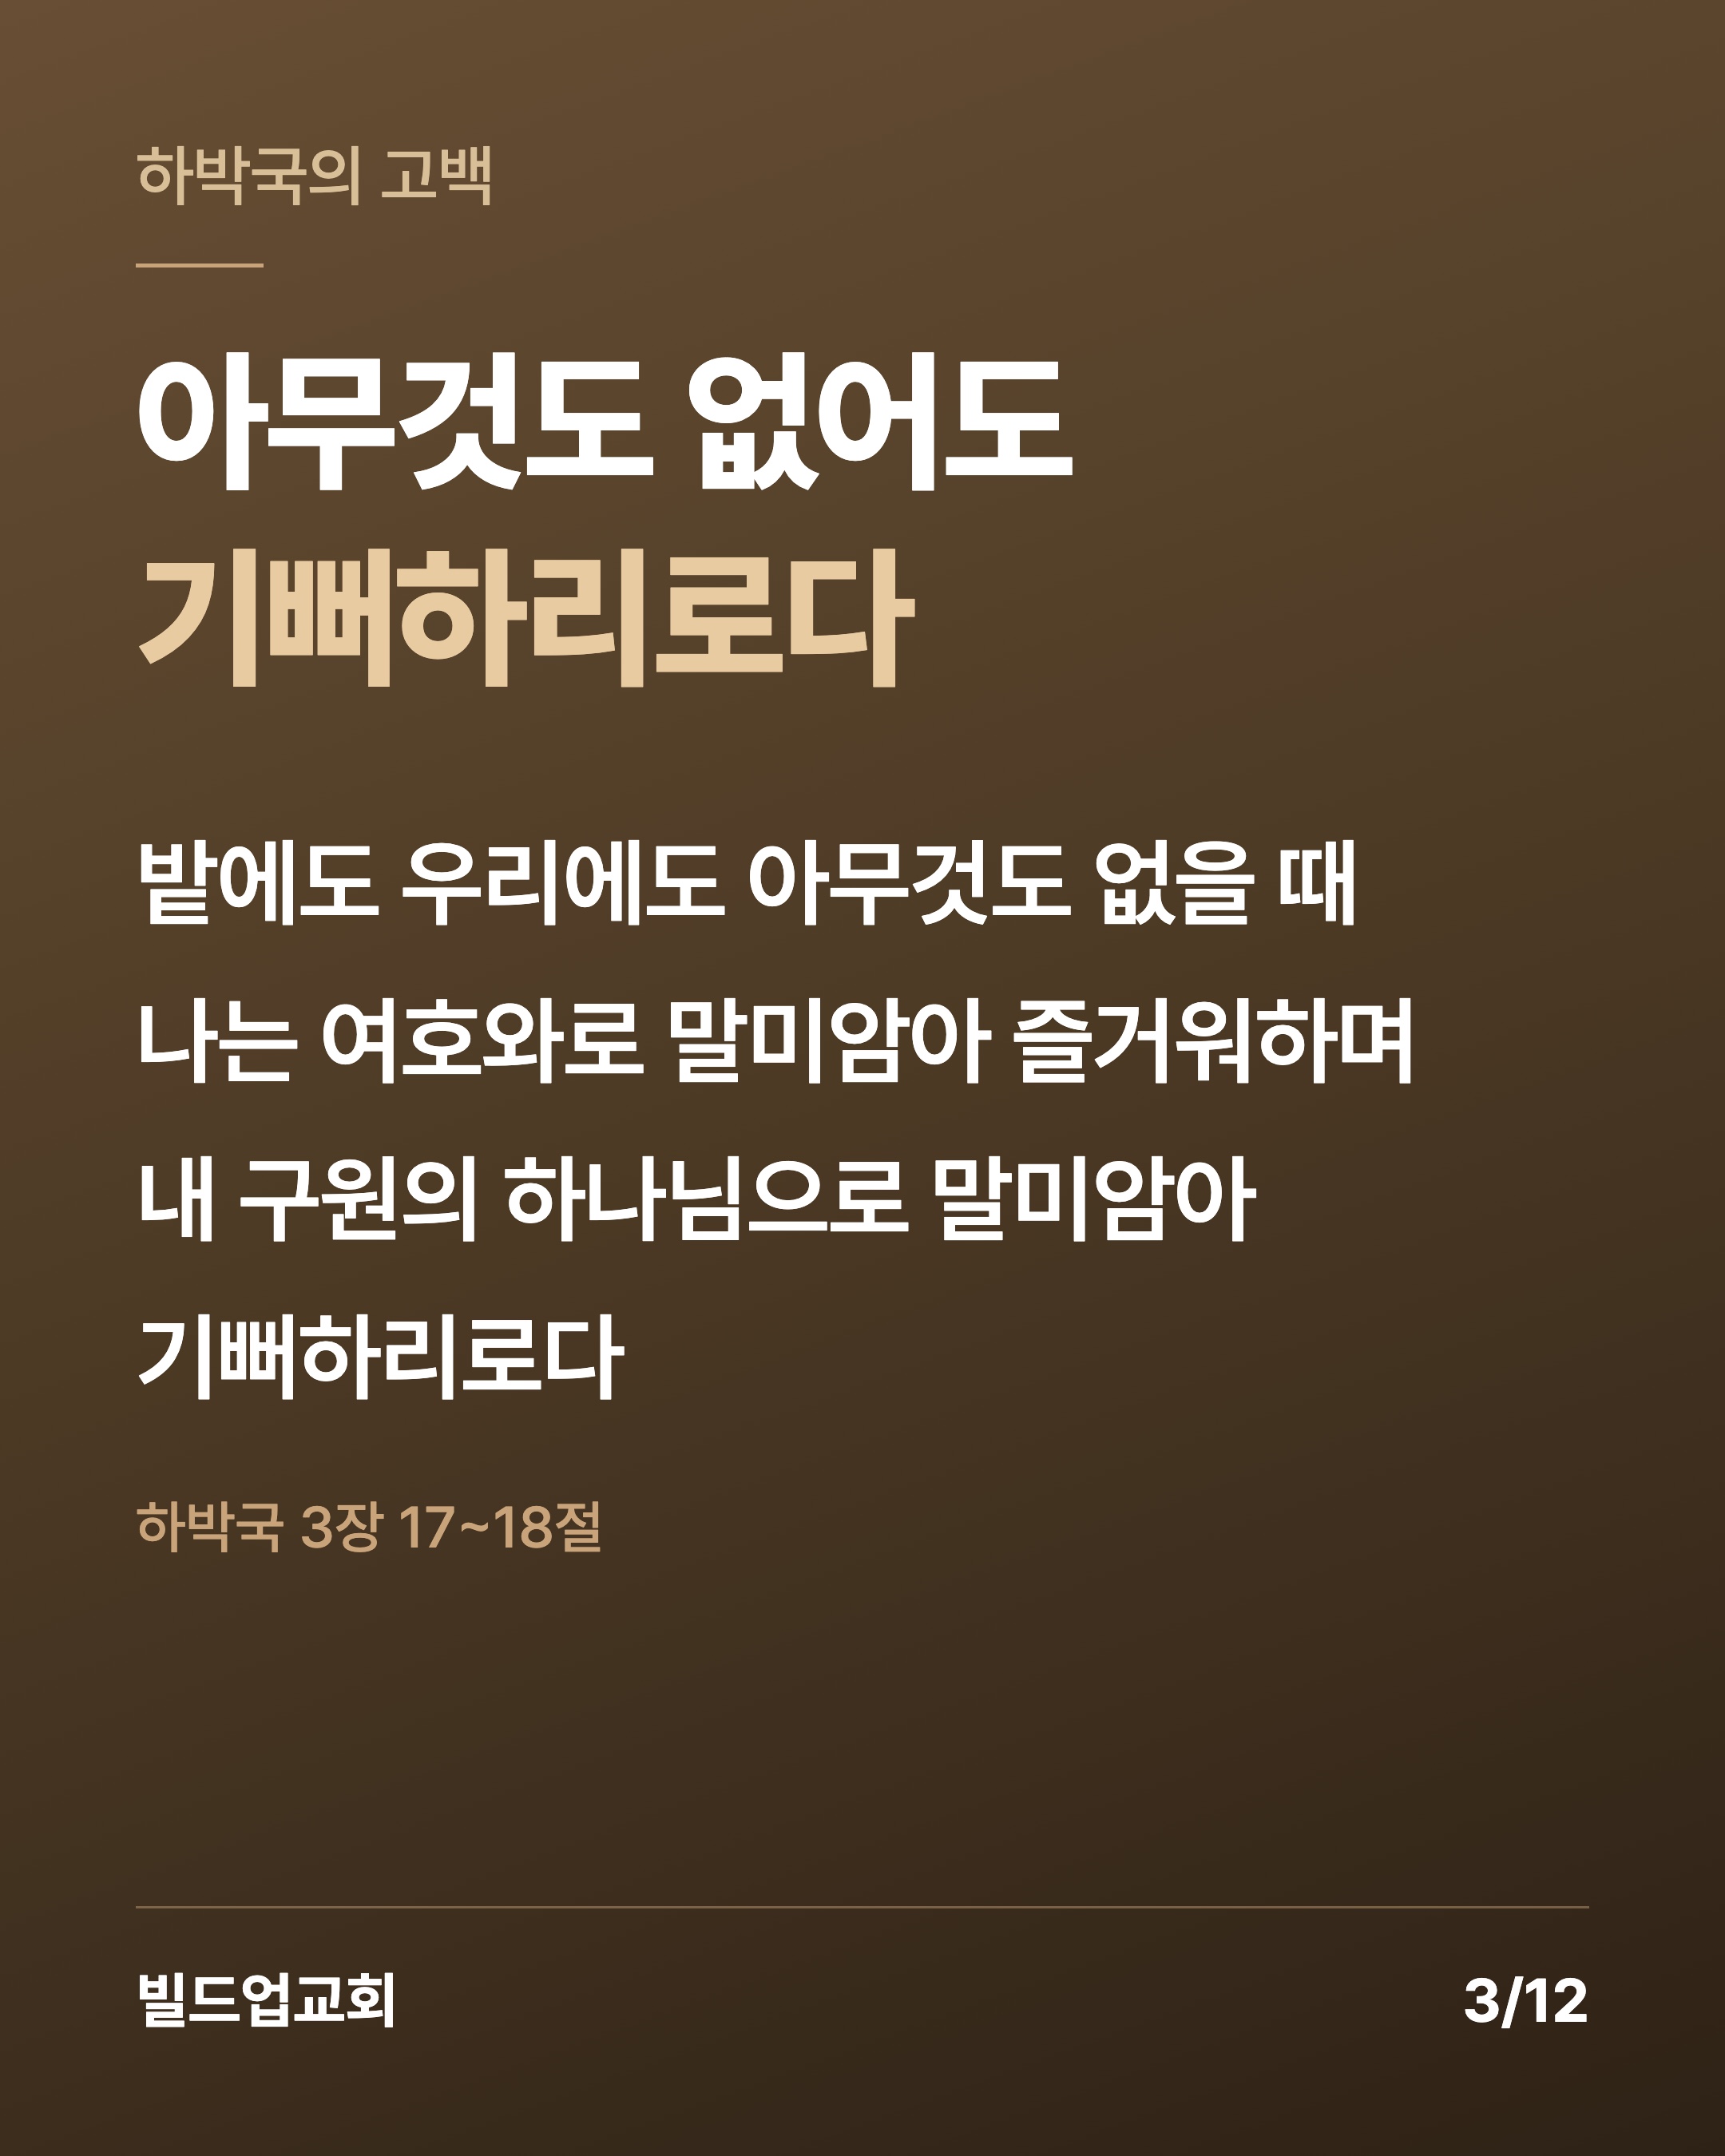 하박국의 고백
아무것도 없어도
기뻐하리로다
밭에도 우리에도 아무것도 없을 때
나는 여호와로 말미암아 즐거워하며
내 구원의 하나님으로 말미암아
기뻐하리로다
하박국 3장 17~18절
빌드업교회
3/12